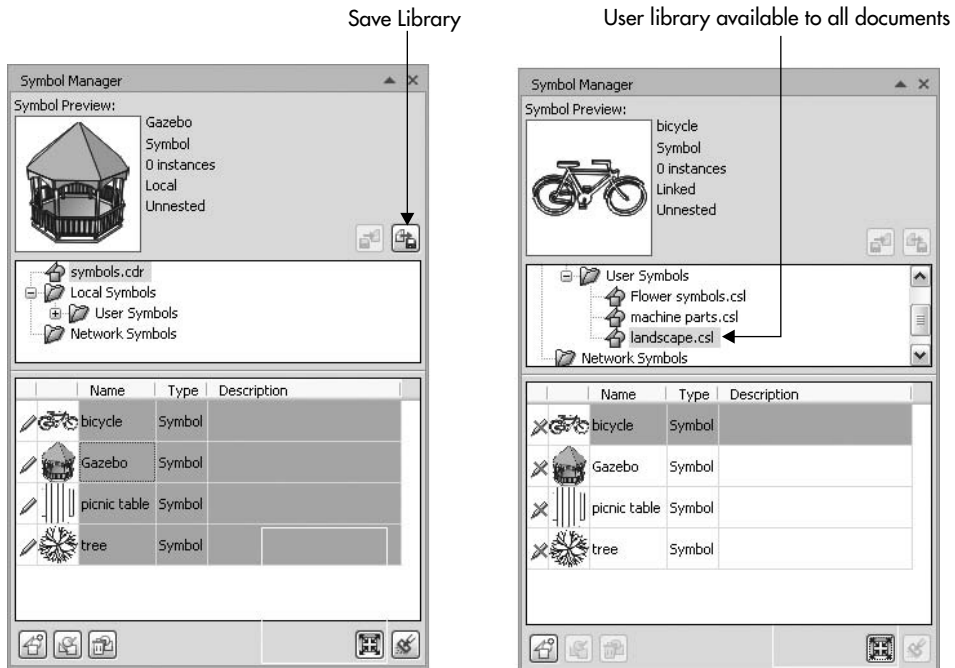 Save Library
User library available to all documents
Symbol Manager
Symbol Preview:
Gazebo
Symbol
0 instances
Local
Unnested
symbols.cdr
Local Symbols
User Symbols
Network Symbols
Name Type Description
bicycle Symbol
Gazebo Symbol
picnic table Symbol
tree Symbol
Symbol Manager
Symbol Preview:
bicycle
Symbol
0 instances
Linked
Unnested
User Symbols
Flower symbols.csl
machine parts.csl
landscape.csl
Network Symbols
Name Type Description
bicycle Symbol
Gazebo Symbol
picnic table Symbol
tree Symbol